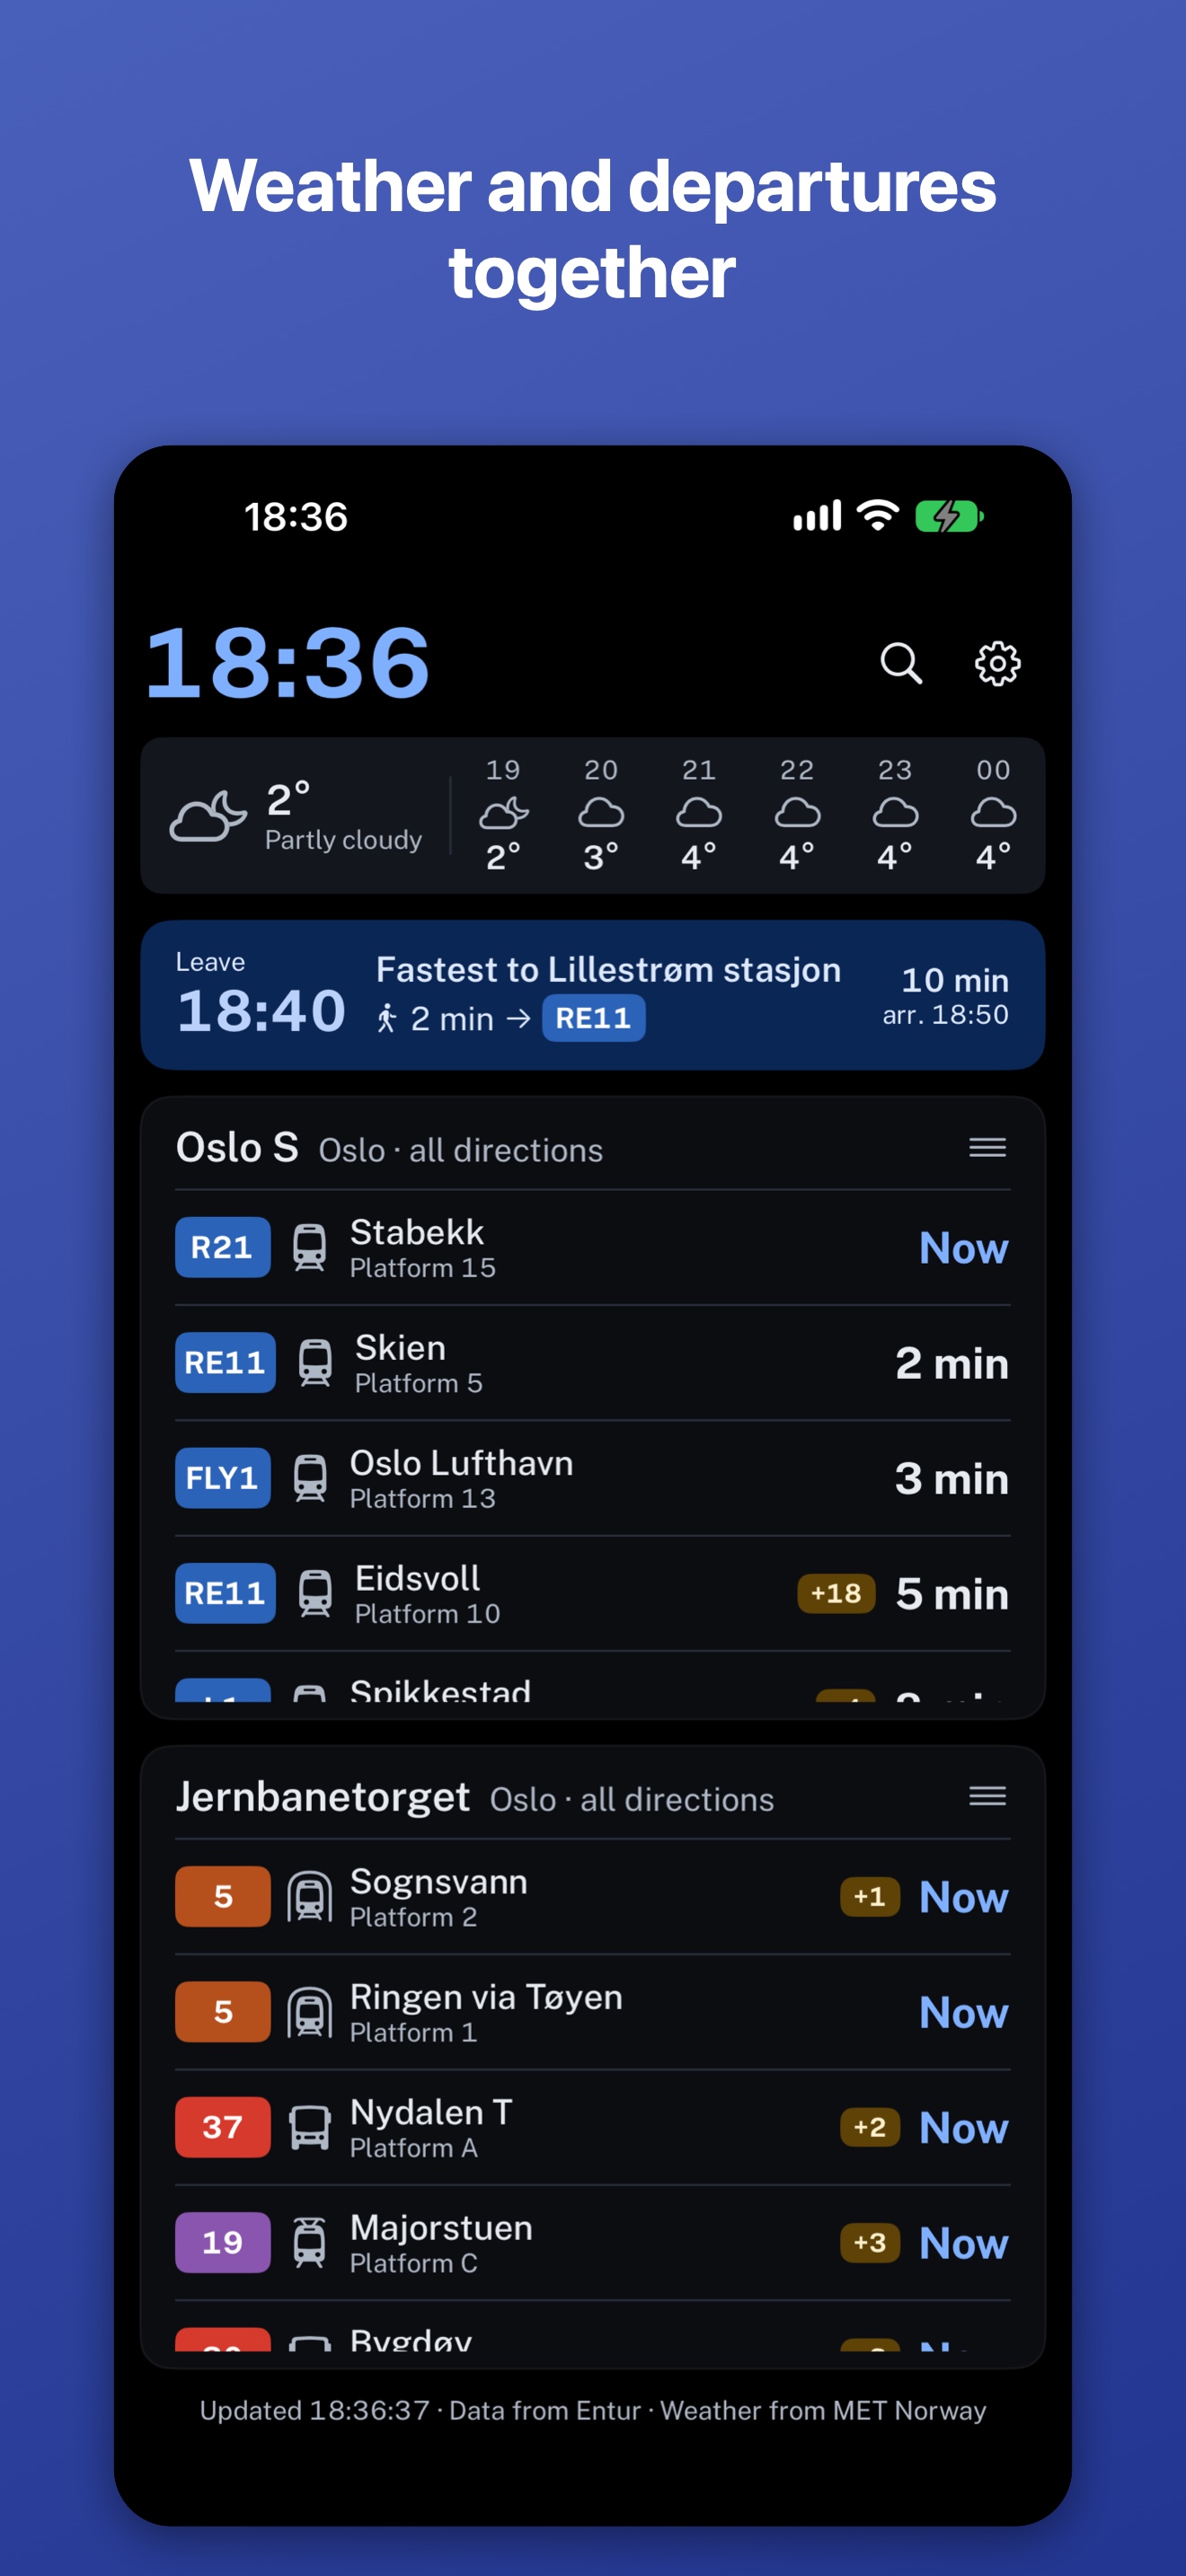 Weather and departures
together
18:36
18:36
19 20 21 22 23 00
2°
Partly cloudy
2° 3° 4° 4° 4° 4°
Leave
18:40
Fastest to Lillestrøm stasjon
2 min → RE11
10 min
arr. 18:50
Oslo S Oslo · all directions
R21 Stabekk Now
Platform 15
RE11 Skien 2 min
Platform 5
FLY1 Oslo Lufthavn 3 min
Platform 13
RE11 Eidsvoll +18 5 min
Platform 10
Spikkestad
Jernbanetorget Oslo · all directions
5 Sognsvann +1 Now
Platform 2
5 Ringen via Tøyen Now
Platform 1
37 Nydalen T +2 Now
Platform A
19 Majorstuen +3 Now
Platform C
Bygdøy
Updated 18:36:37 · Data from Entur · Weather from MET Norway